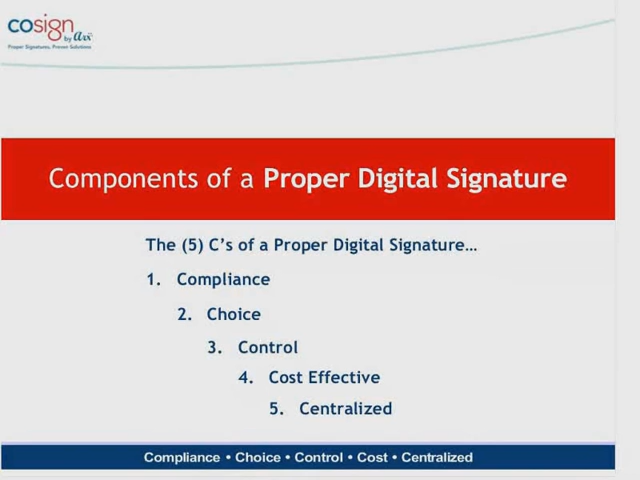 cosign
by arx
Proper Signatures, Proven Solutions
Components of a Proper Digital Signature
The (5) C's of a Proper Digital Signature…
1. Compliance
2. Choice
3. Control
4. Cost Effective
5. Centralized
Compliance • Choice • Control • Cost • Centralized